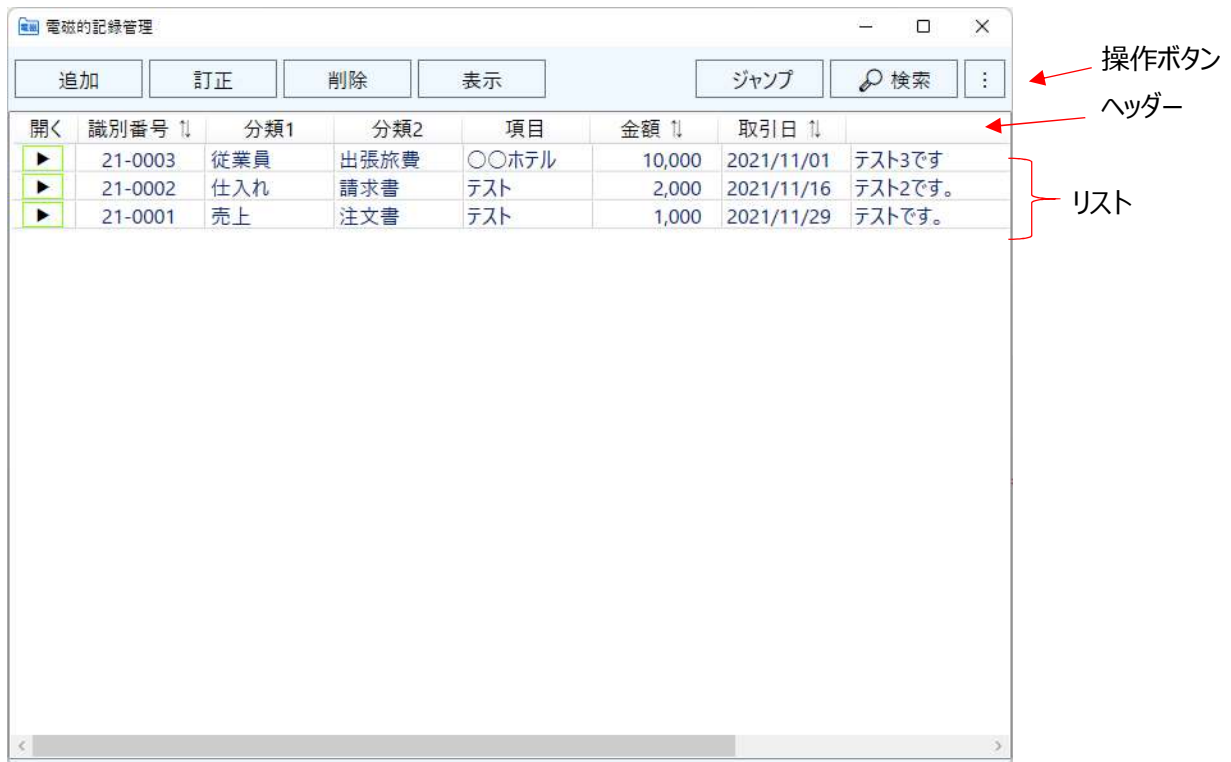 電磁 電磁的記録管理
追加 訂正 削除 表示 ジャンプ 検索
操作ボタン
ヘッダー
開く 識別番号 ⇅ 分類1 分類2 項目 金額 ⇅ 取引日 ⇅
▶ 21-0003 従業員 出張旅費 〇〇ホテル 10,000 2021/11/01 テスト3です
▶ 21-0002 仕入れ 請求書 テスト 2,000 2021/11/16 テスト2です。
▶ 21-0001 売上 注文書 テスト 1,000 2021/11/29 テストです。
リスト